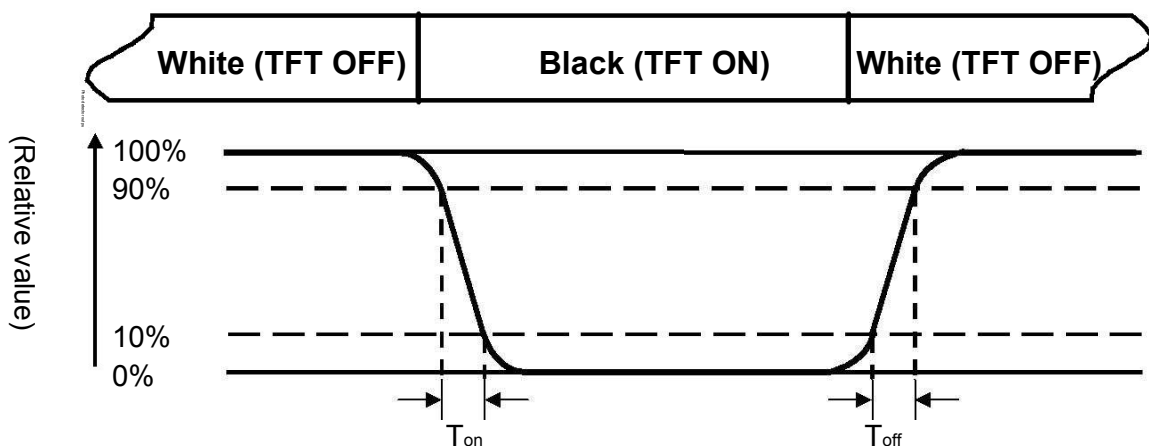 White (TFT OFF)
Black (TFT ON)
White (TFT OFF)
(Relative value)
100%
90%
10%
0%
Ton
Toff